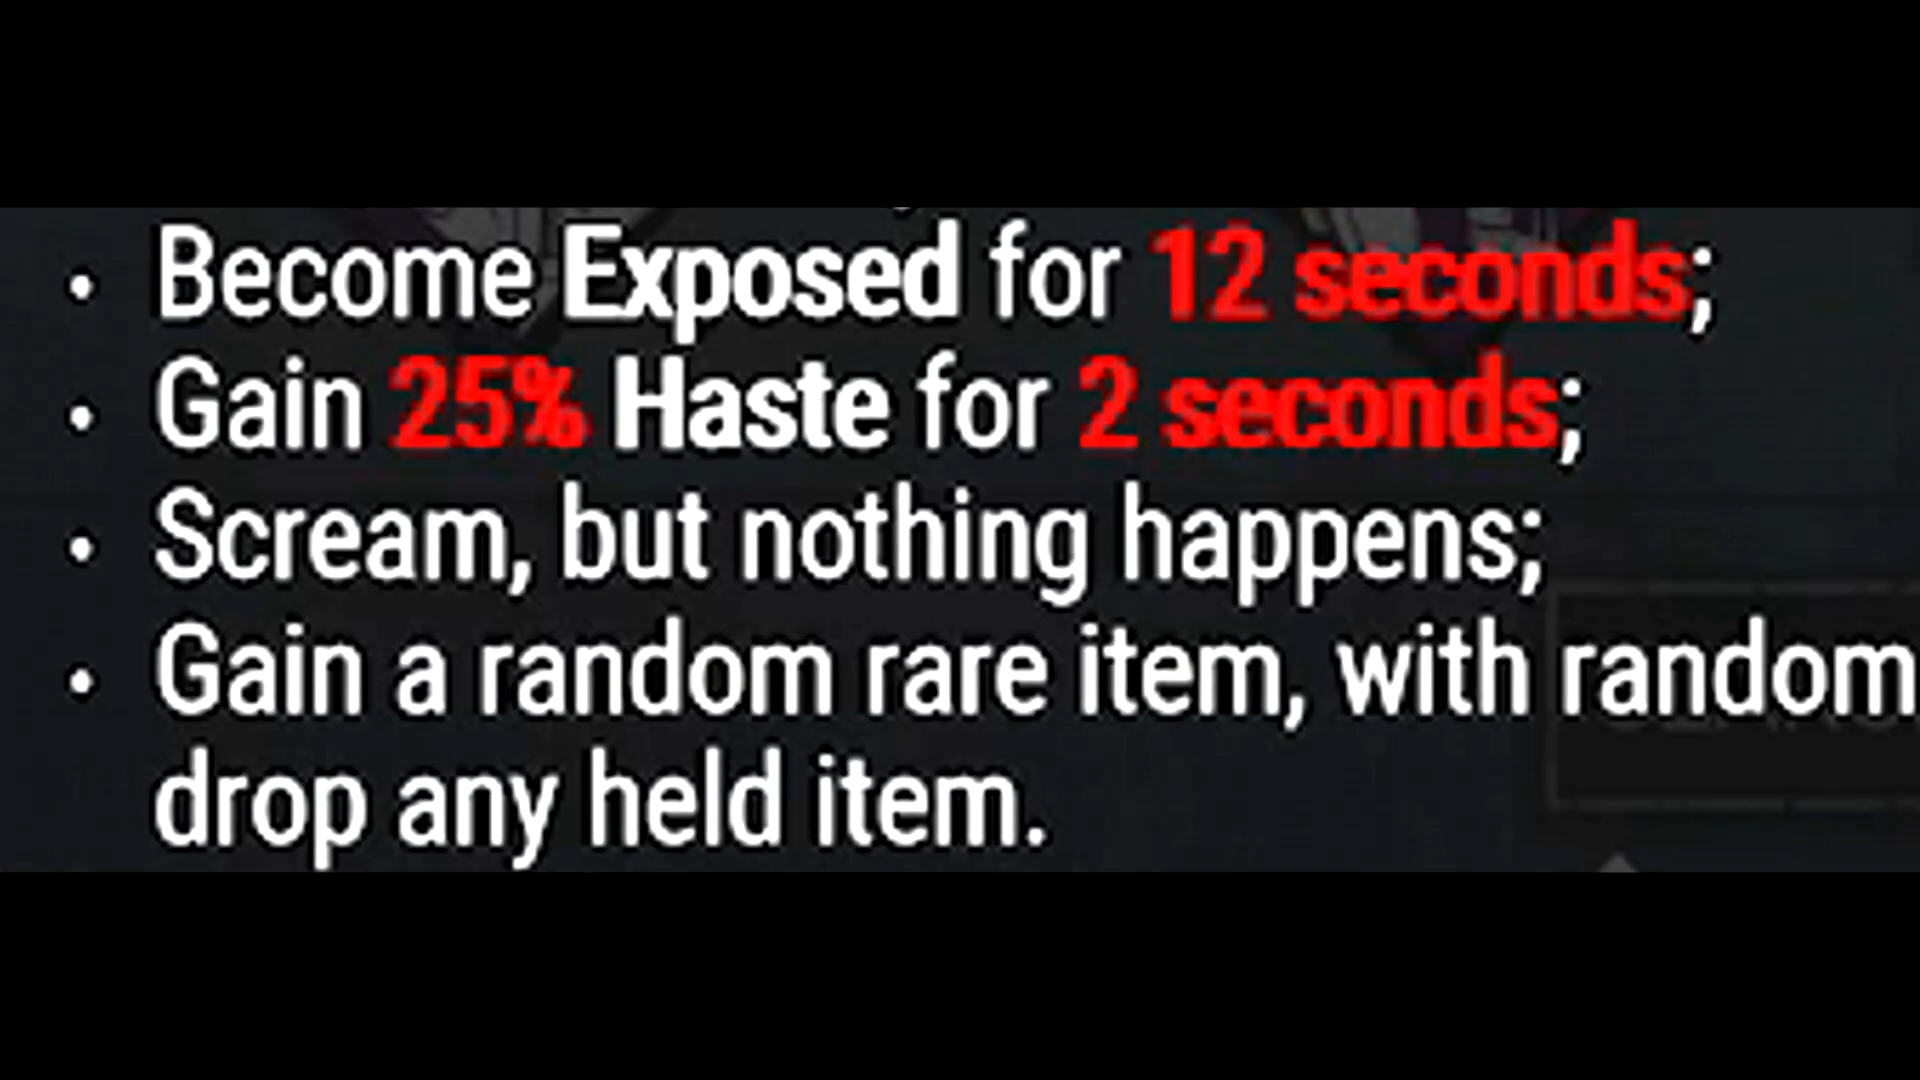 • Become Exposed for 12 seconds;
• Gain 25% Haste for 2 seconds;
• Scream, but nothing happens;
• Gain a random rare item, with random
drop any held item.